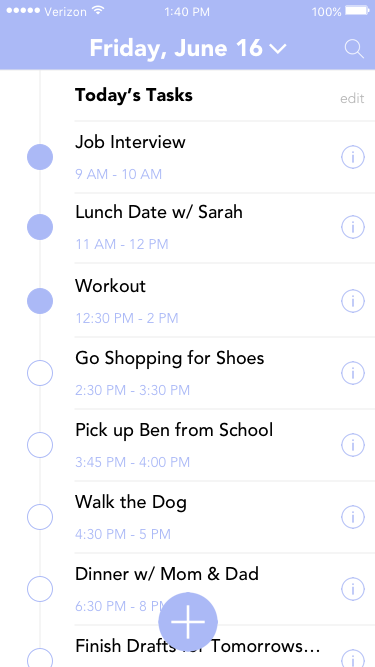 Verizon 1:40 PM 100%
Friday, June 16
Today's Tasks edit
Job Interview
9 AM - 10 AM
Lunch Date w/ Sarah
11 AM - 12 PM
Workout
12:30 PM - 2 PM
Go Shopping for Shoes
2:30 PM - 3:30 PM
Pick up Ben from School
3:45 PM - 4:00 PM
Walk the Dog
4:30 PM - 5 PM
Dinner w/ Mom & Dad
6:30 PM - 8 PM
Finish Drafts for Tomorrows...